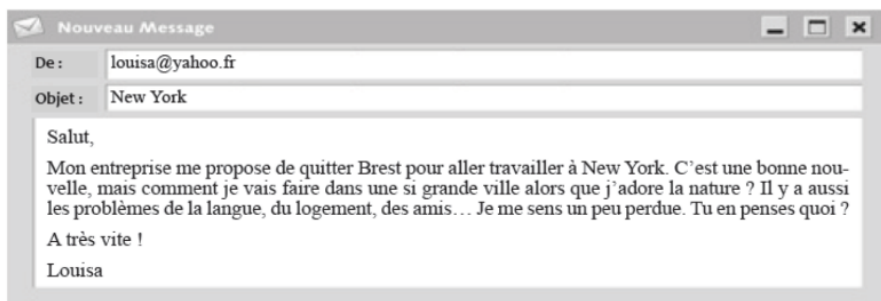 Nouveau Message
De : louisa@yahoo.fr
Objet : New York
Salut,
Mon entreprise me propose de quitter Brest pour aller travailler à New York. C’est une bonne nou-
velle, mais comment je vais faire dans une si grande ville alors que j’adore la nature ? Il y a aussi
les problèmes de la langue, du logement, des amis… Je me sens un peu perdue. Tu en penses quoi ?
A très vite !
Louisa